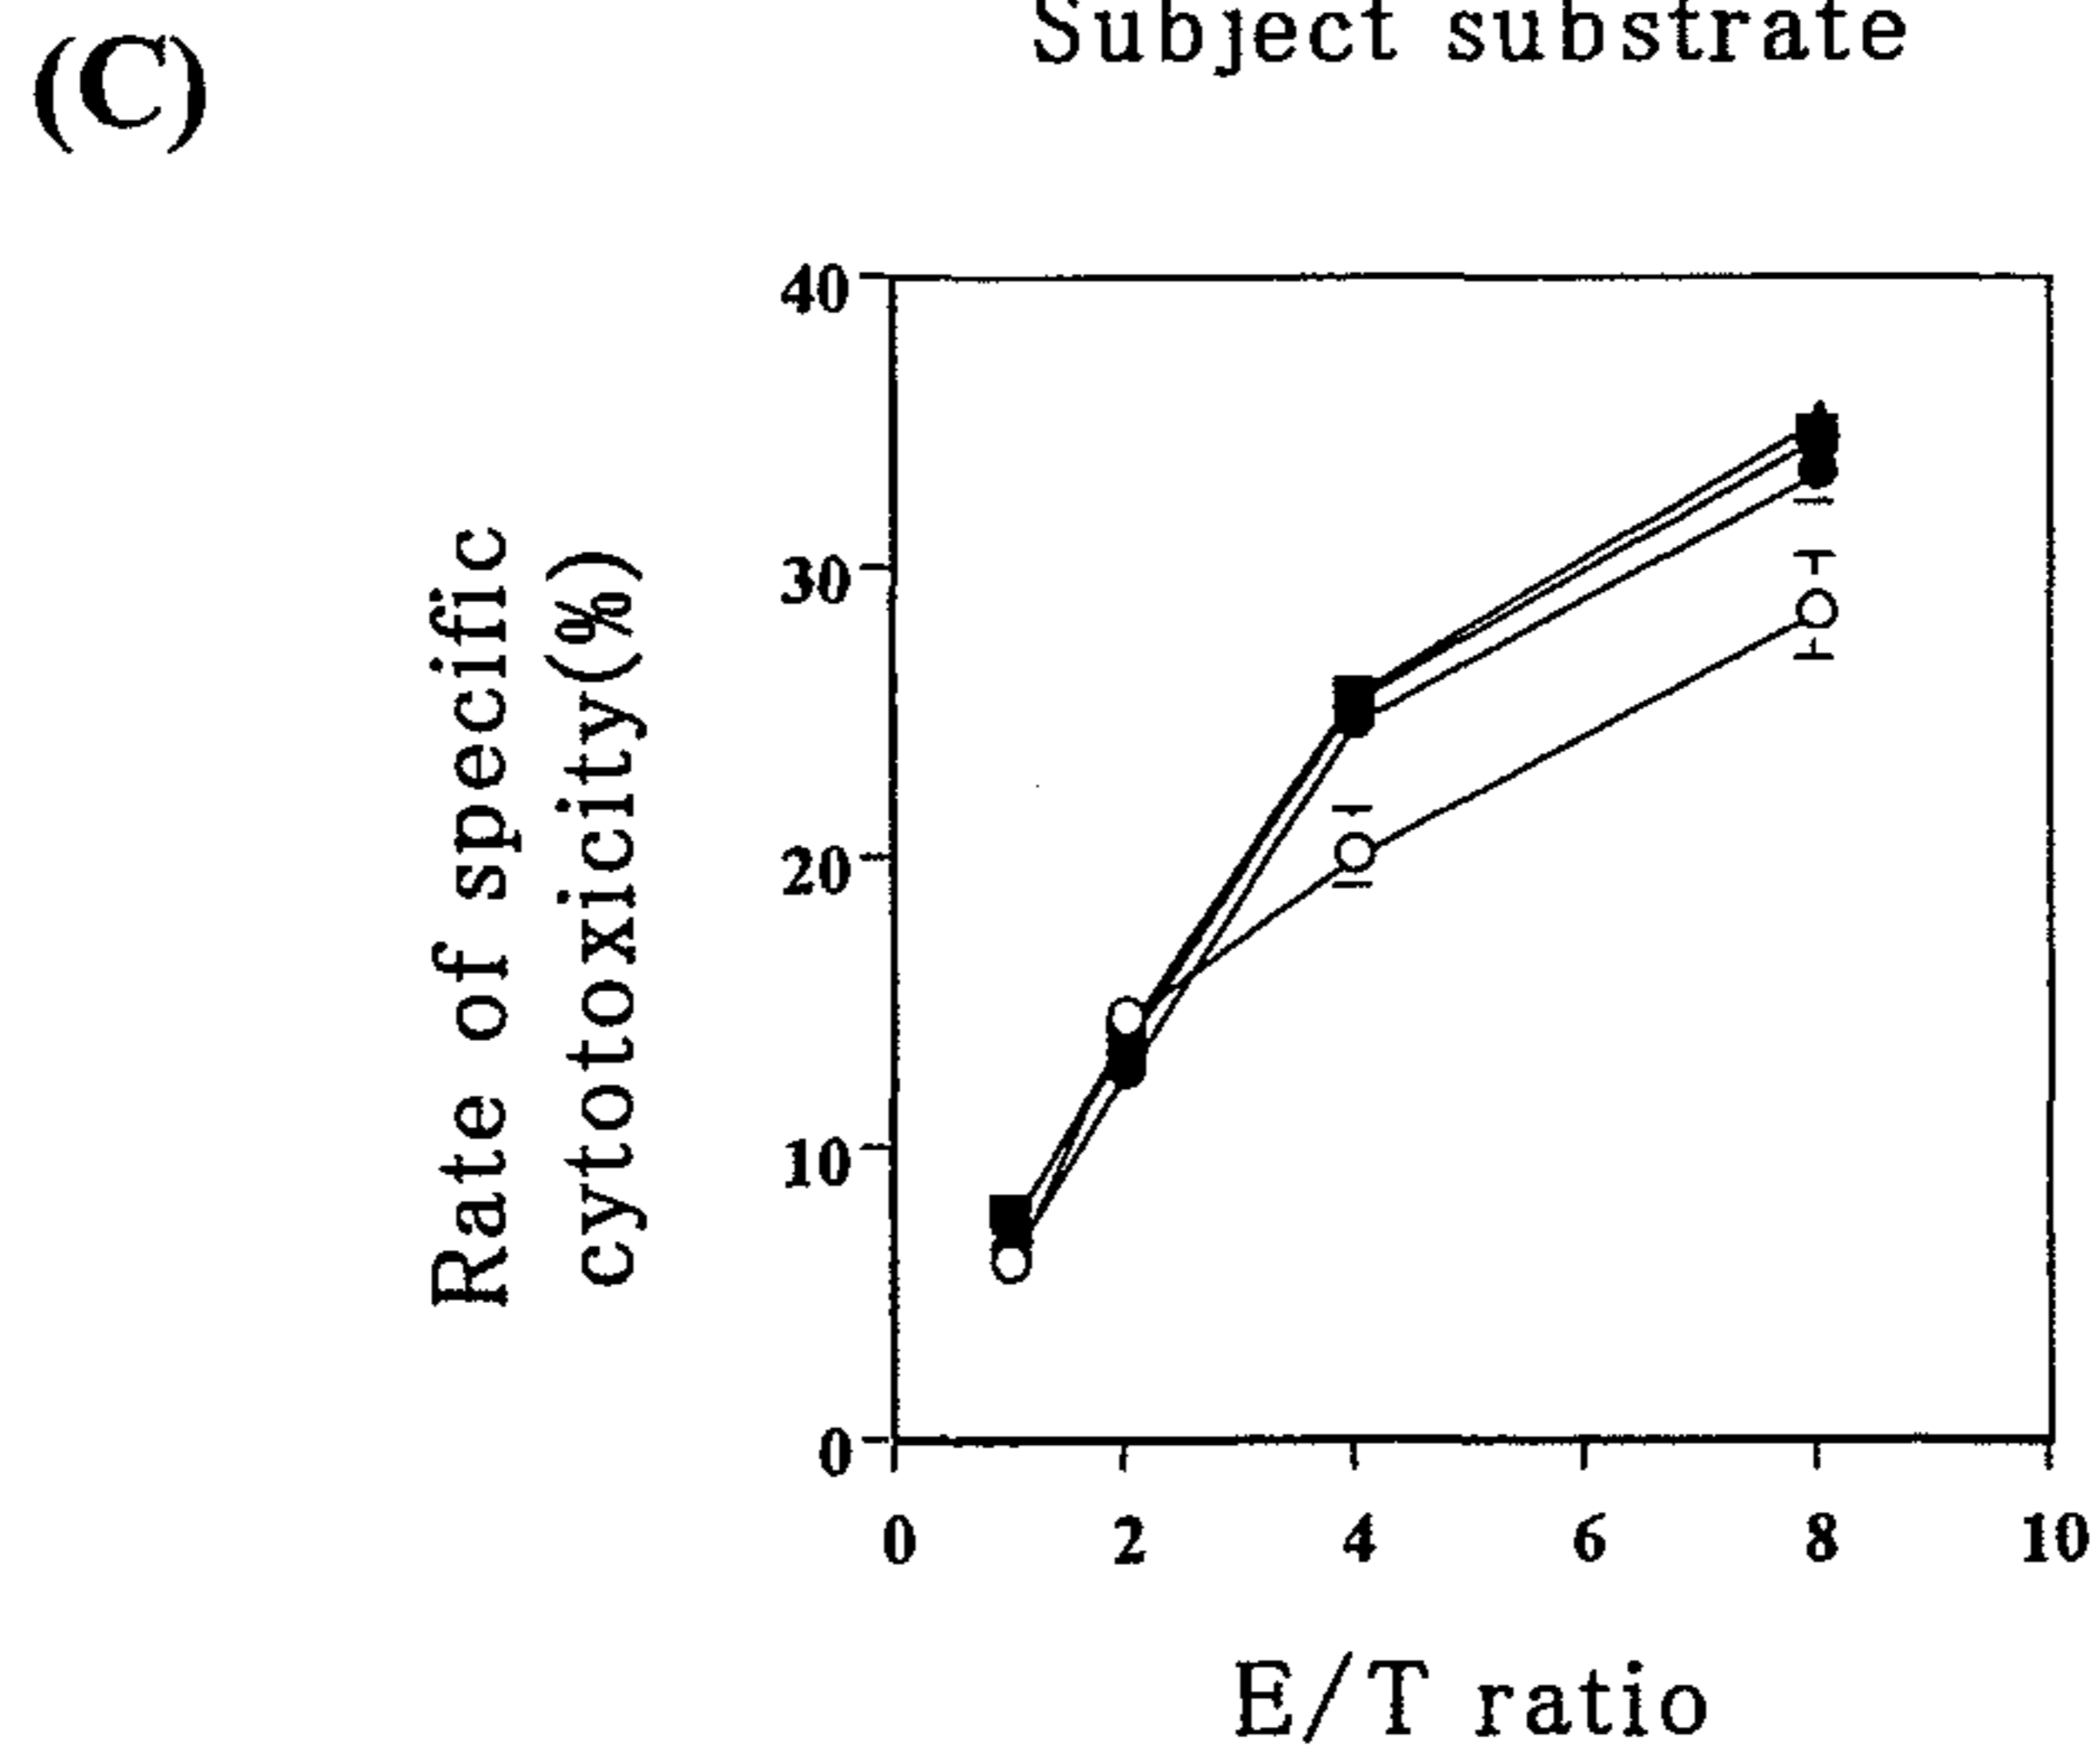 Subject substrate
(C)
Rate of specific
cytotoxicity(%)
40
30
20
10
0
0 2 4 6 8 10
E/T ratio